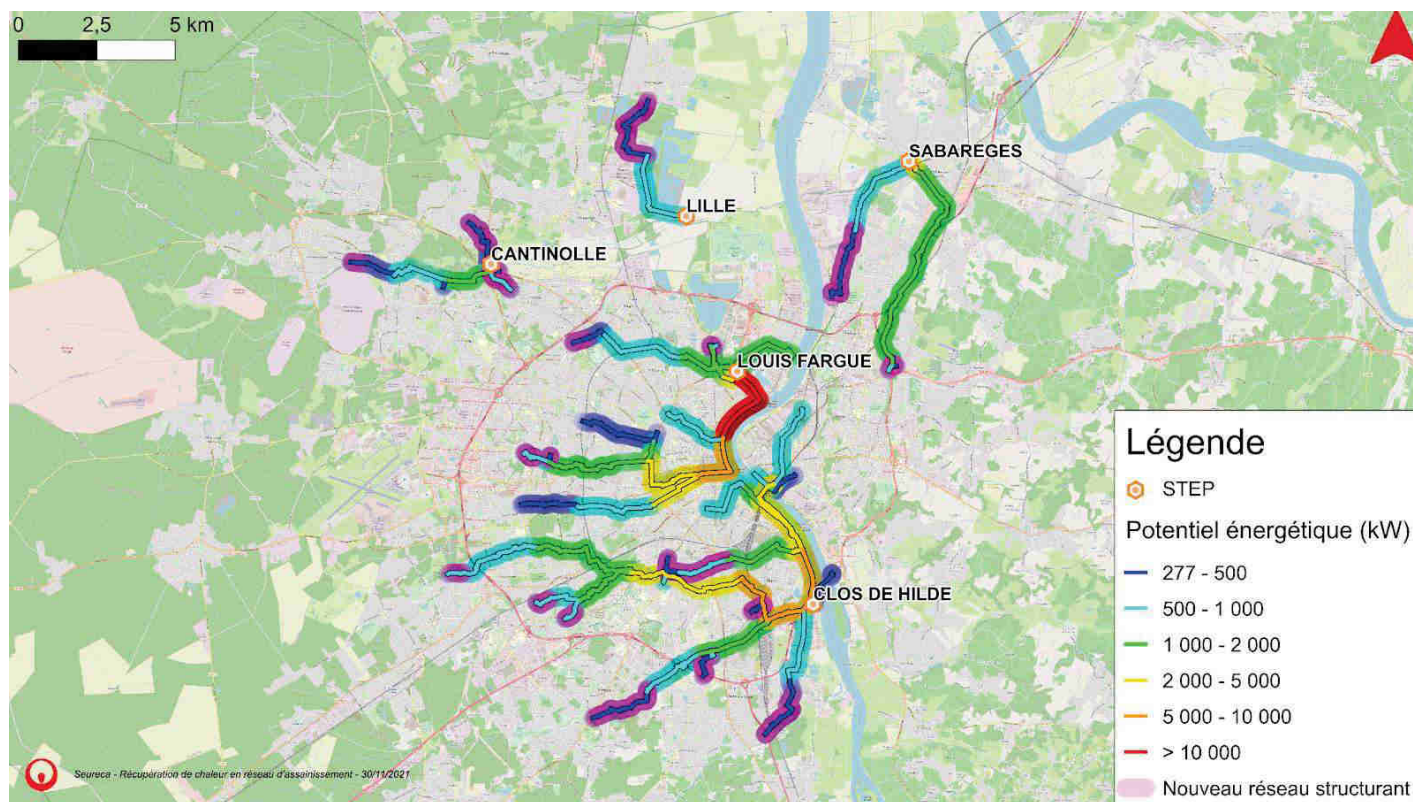 0 2,5 5 km
SABAREGES
LILLE
CANTINOLLE
LOUIS FARGUE
CLOS DE HILDE
Légende
STEP
Potentiel énergétique (kW)
277 - 500
500 - 1 000
1 000 - 2 000
2 000 - 5 000
5 000 - 10 000
> 10 000
Nouveau réseau structurant
Seureca - Récupération de chaleur en réseau d'assainissement - 30/11/2021